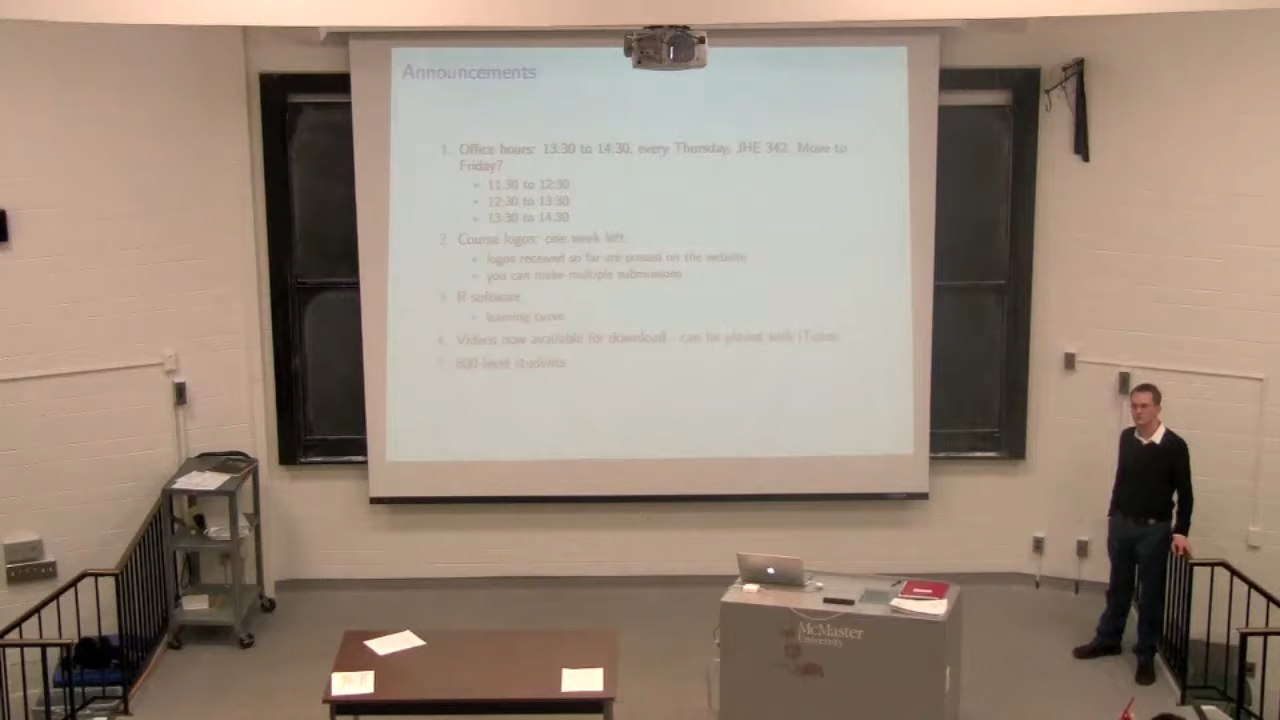 Announcements
1. Office hours: 13:30 to 14:30, every Thursday, JHE 342. Move to
Friday?
11:30 to 12:30
12:30 to 13:30
13:30 to 14:30
2. Course logos: one week left
logos received so far are posted on the website
you can make multiple submissions
3. R software
learning curve
4. Videos now available for download - can be played with iTunes
5. 600-level students
McMaster
University